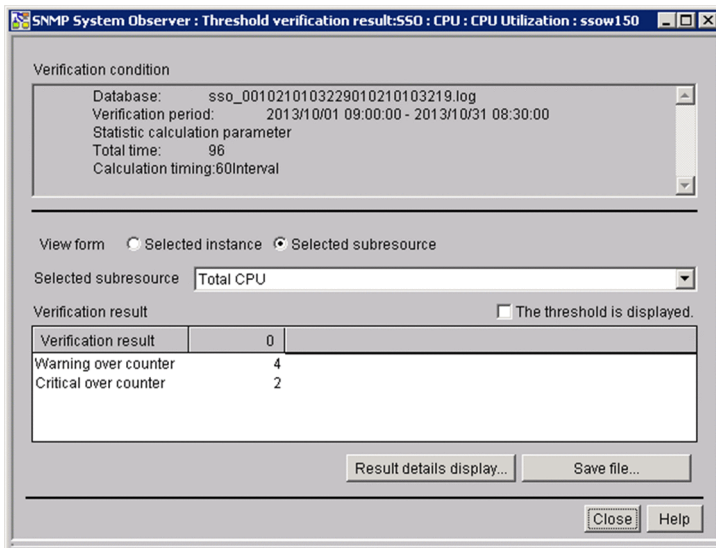 SNMP System Observer : Threshold verification result:SSO : CPU : CPU Utilization : ssow150
Verification condition
Database: sso_0010210103229010210103219.log
Verification period: 2013/10/01 09:00:00 - 2013/10/31 08:30:00
Statistic calculation parameter
Total time: 96
Calculation timing:60Interval
View form Selected instance Selected subresource
Selected subresource Total CPU
Verification result The threshold is displayed.
Verification result 0
Warning over counter 4
Critical over counter 2
Result details display... Save file...
Close Help